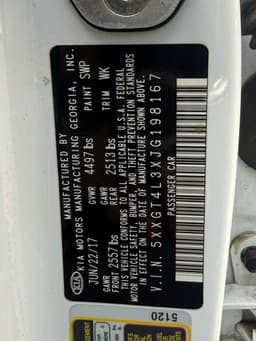 KIA
MANUFACTURED BY
KIA MOTORS MANUFACTURING GEORGIA, INC.
JUN/22/17 GVWR 4497 lbs PAINT SWP
GAWR FRONT 2557 lbs GAWR REAR 2513 lbs TRIM WK
THIS VEHICLE CONFORMS TO ALL APPLICABLE U.S.A. FEDERAL
MOTOR VEHICLE SAFETY, BUMPER, AND THEFT PREVENTION STANDARDS
IN EFFECT ON THE DATE OF MANUFACTURE SHOWN ABOVE.
V.I.N. 5XXGT4L3XJG198167
PASSENGER CAR
5120